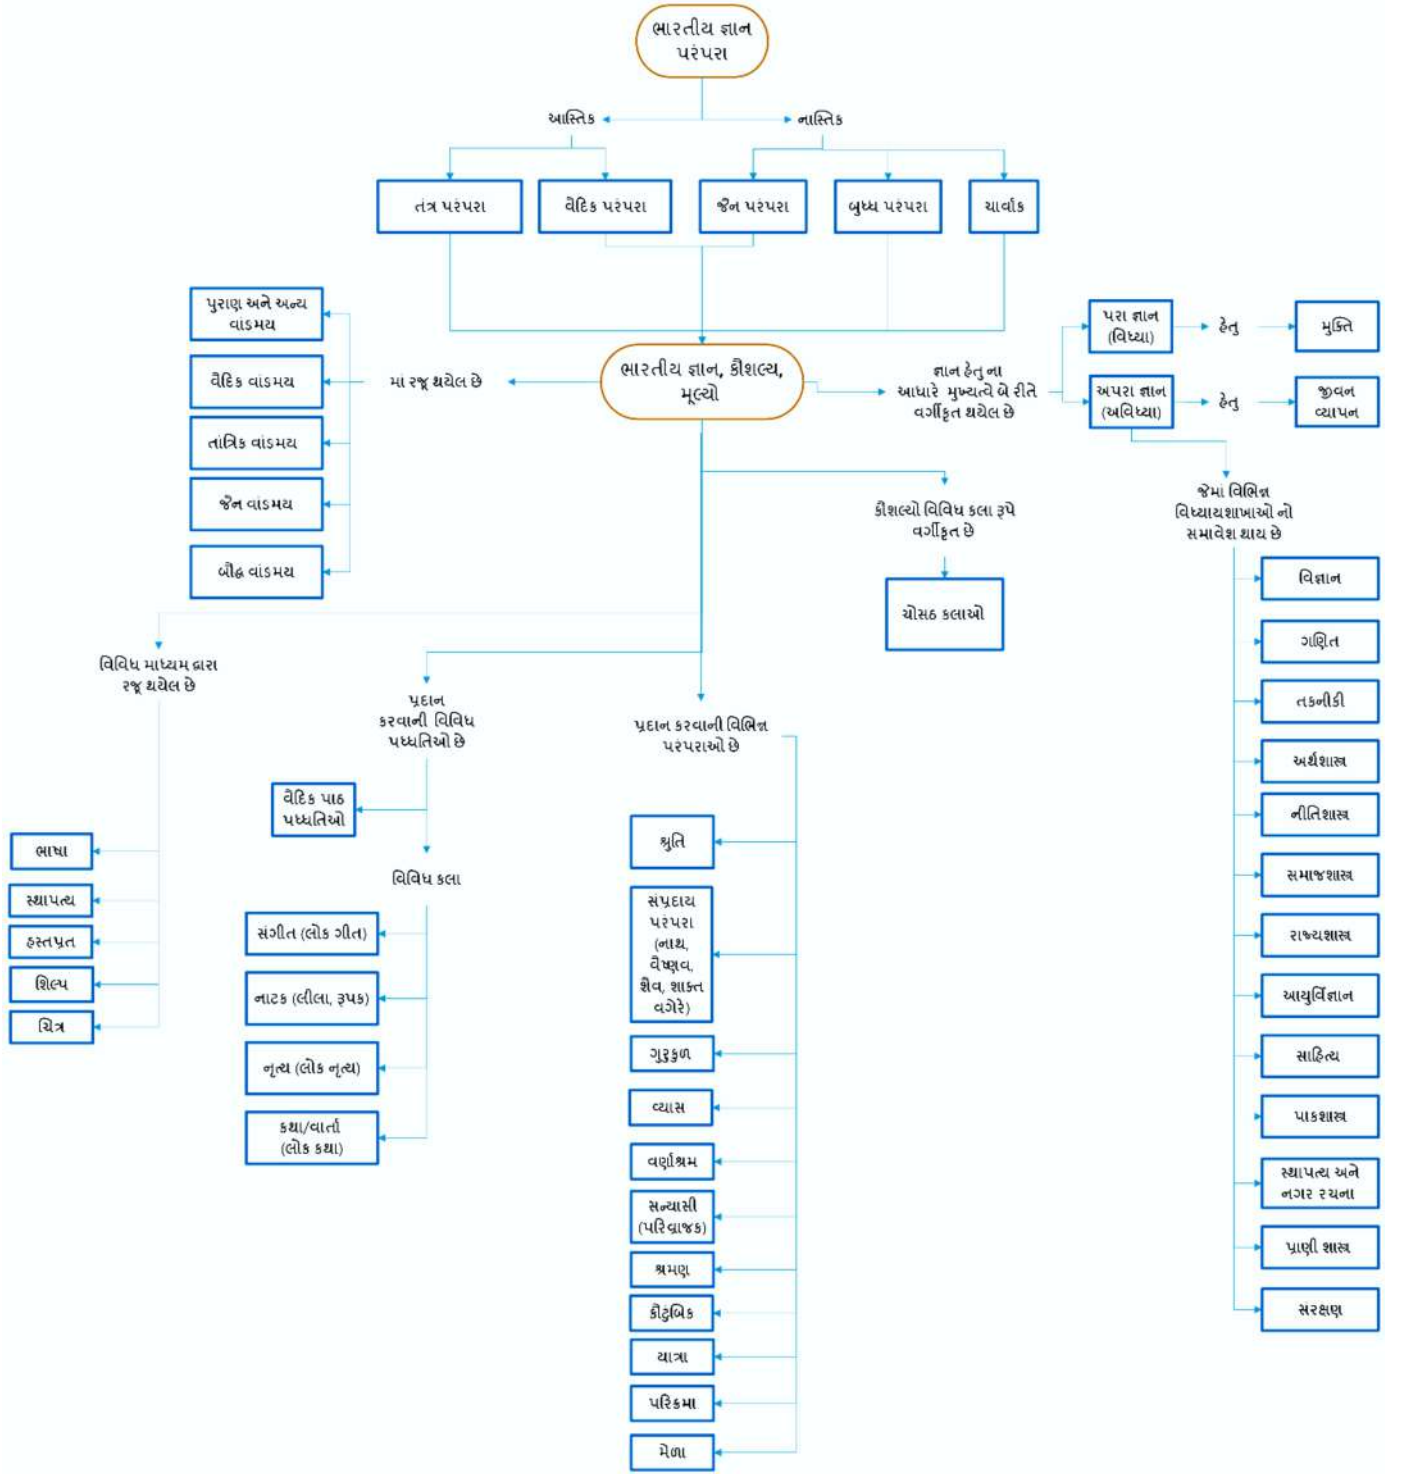 ભારતીય જ્ઞાન
પરંપરા
આસ્તિક
નાસ્તિક
તંત્ર પરંપરા
વૈદિક પરંપરા
જૈન પરંપરા
બુધ્ધ પરંપરા
ચાર્વાક
પુરાણ અને અન્ય
વાંડમય
વૈદિક વાંડમય
તાંત્રિક વાંડમય
જૈન વાંડમય
બૌદ્ધ વાંડમય
માં રજૂ થયેલ છે
ભારતીય જ્ઞાન, કૌશલ્ય,
મૂલ્યો
જ્ઞાન હેતુ ના
આધારે મુખ્યત્વે બે રીતે
વર્ગીકૃત થયેલ છે
પરા જ્ઞાન
(વિધ્યા)
હેતુ
મુક્તિ
અપરા જ્ઞાન
(અવિધ્યા)
હેતુ
જીવન
વ્યાપન
કૌશલ્યો વિવિધ કલા રૂપે
વર્ગીકૃત છે
ચોસઠ કલાઓ
જેમાં વિભિન્ન
વિધ્યાયશાખાઓ નો
સમાવેશ થાય છે
વિજ્ઞાન
ગણિત
તકનીકી
અર્થશાસ્ત્ર
નીતિશાસ્ત્ર
સમાજશાસ્ત્ર
રાજ્યશાસ્ત્ર
આયુર્વિજ્ઞાન
સાહિત્ય
પાકશાસ્ત્ર
સ્થાપત્ય અને
નગર રચના
પ્રાણી શાસ્ત્ર
સંરક્ષણ
વિવિધ માધ્યમ દ્વારા
રજૂ થયેલ છે
ભાષા
સ્થાપત્ય
હસ્તપ્રત
શિલ્પ
ચિત્ર
પ્રદાન
કરવાની વિવિધ
પધ્ધતિઓ છે
વૈદિક પાઠ
પધ્ધતિઓ
વિવિધ કલા
સંગીત (લોક ગીત)
નાટક (લીલા, રૂપક)
નૃત્ય (લોક નૃત્ય)
કથા/વાર્તા
(લોક કથા)
પ્રદાન કરવાની વિભિન્ન
પરંપરાઓ છે
શ્રુતિ
સંપ્રદાય
પરંપરા
(નાથ,
વૈષ્ણવ,
શૈવ, શાક્ત
વગેરે)
ગુરુકુળ
વ્યાસ
વર્ણાશ્રમ
સન્યાસી
(પરિવ્રાજક)
શ્રમણ
કૌટુંબિક
યાત્રા
પરિક્રમા
મેળા